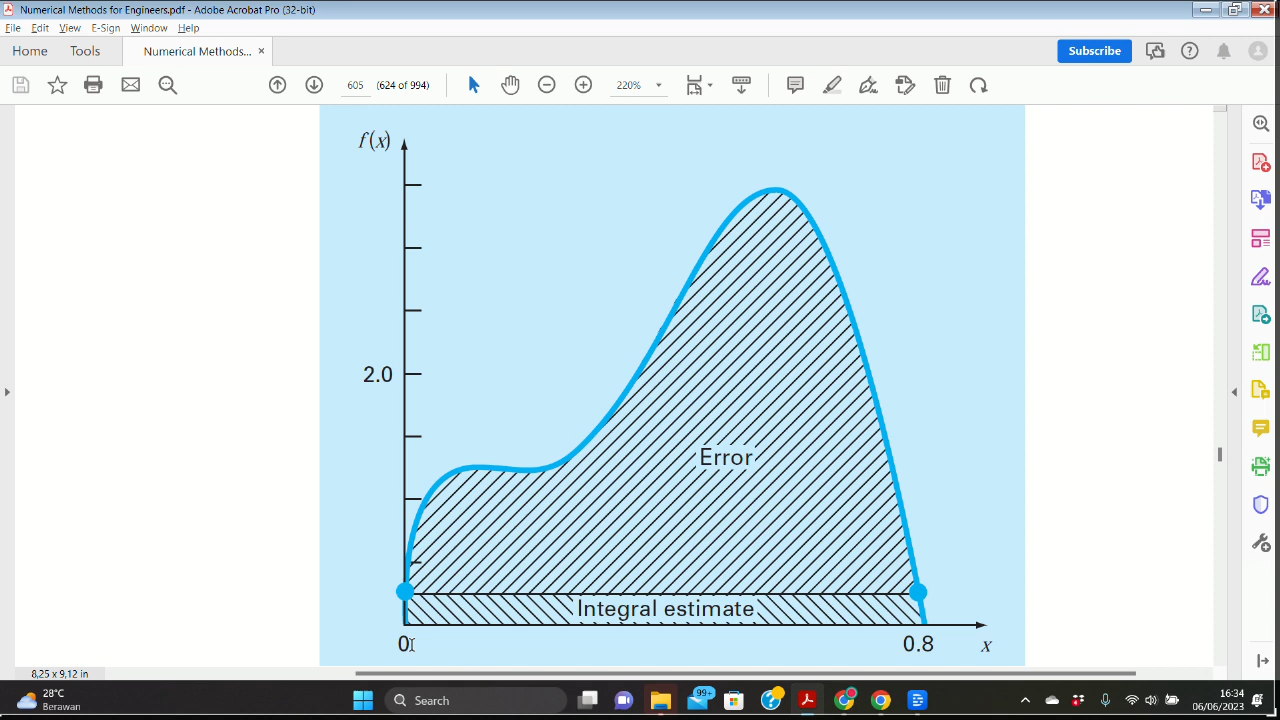 Numerical Methods for Engineers.pdf - Adobe Acrobat Pro (32-bit)
File Edit View E-Sign Window Help
Home Tools Numerical Methods... × Subscribe
605 (624 of 994) 220%
f(x)
2.0
Error
Integral estimate
0 0.8 x
8,25 x 9,12 in
28°C
Berawan
Search
99+
16:34
06/06/2023